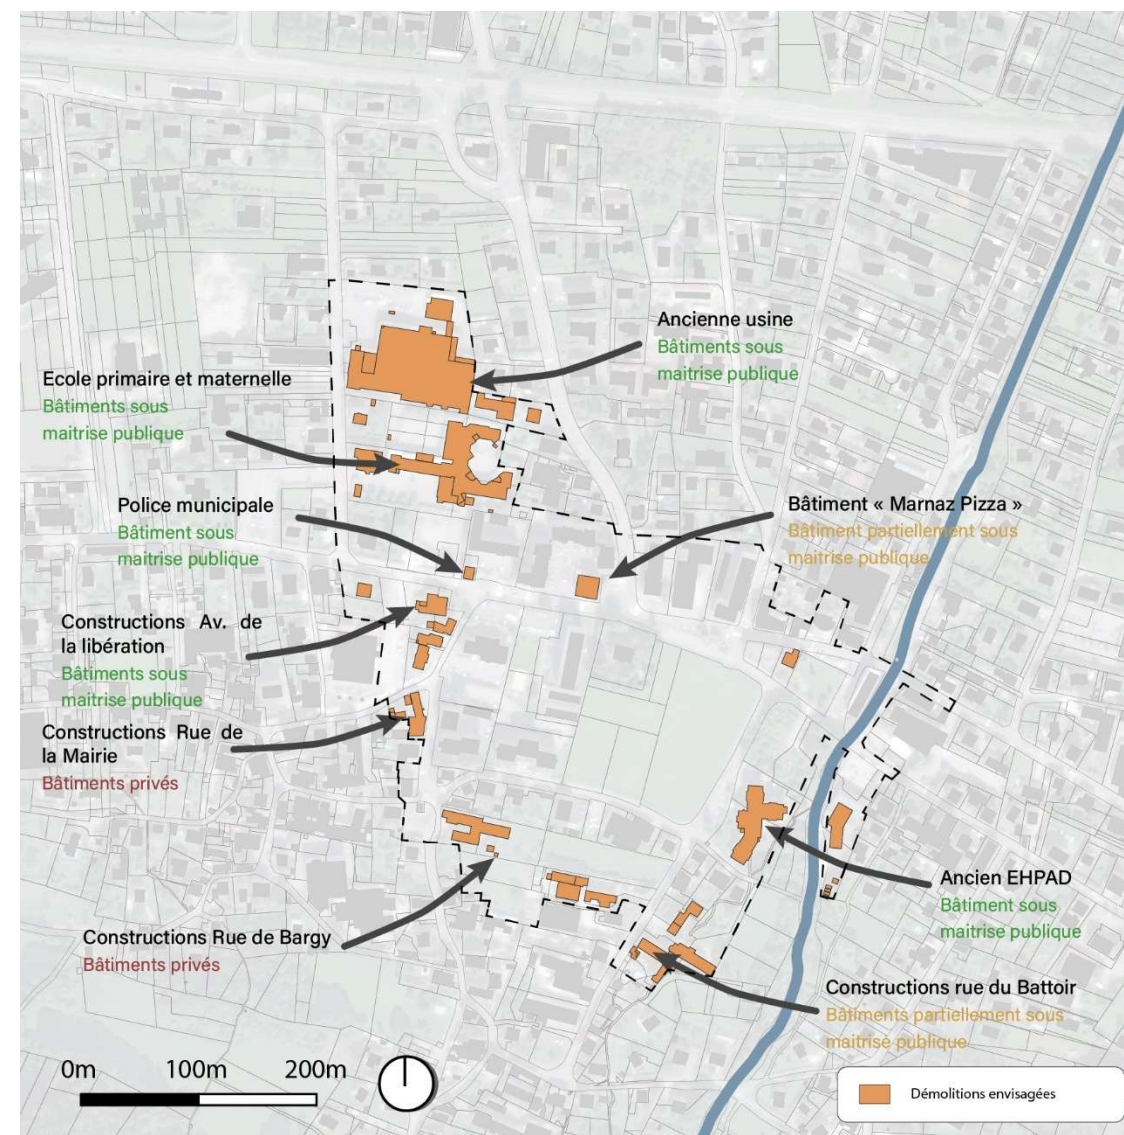 Ancienne usine
Bâtiments sous
maitrise publique
Ecole primaire et maternelle
Bâtiments sous
maitrise publique
Police municipale
Bâtiment sous
maitrise publique
Bâtiment « Marnaz Pizza »
Bâtiment partiellement sous
maitrise publique
Constructions Av. de
la libération
Bâtiments sous
maitrise publique
Constructions Rue de
la Mairie
Bâtiments privés
Ancien EHPAD
Bâtiment sous
maitrise publique
Constructions Rue de Bargy
Bâtiments privés
Constructions rue du Battoir
Bâtiments partiellement sous
maitrise publique
0m 100m 200m
Démolitions envisagées